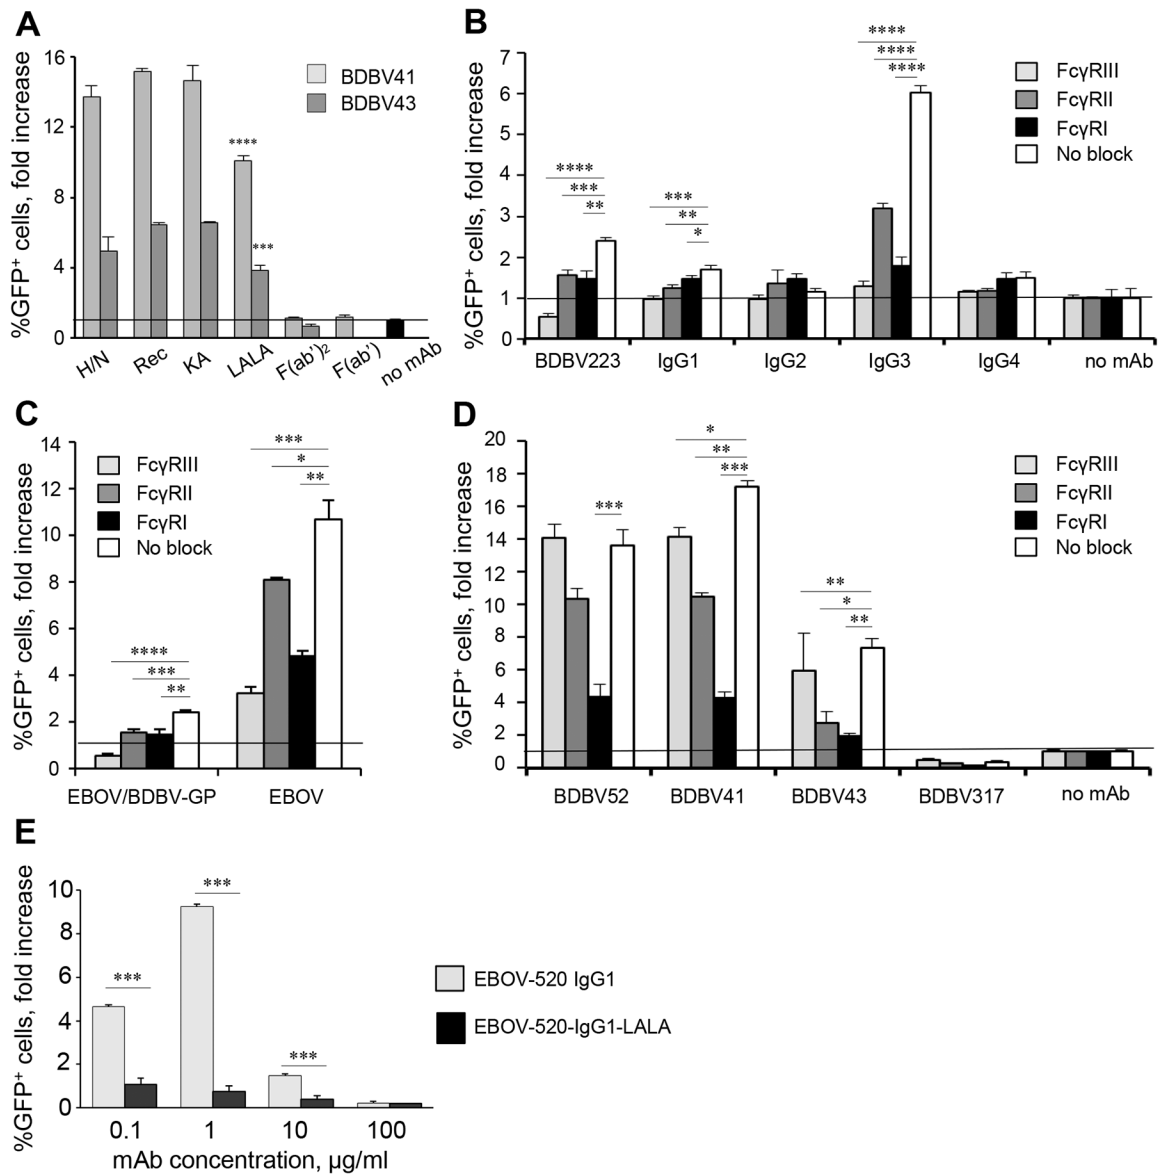 A
%GFP⁺ cells, fold increase
16
12
8
4
0
BDBV41
BDBV43
****
***
H/N
Rec
KA
LALA
F(ab')₂
F(ab')
no mAb
B
%GFP⁺ cells, fold increase
7
6
5
4
3
2
1
0
FcγRIII
FcγRII
FcγRI
No block
****
***
**
***
**
*
****
****
****
BDBV223
IgG1
IgG2
IgG3
IgG4
no mAb
C
%GFP⁺ cells, fold increase
14
12
10
8
6
4
2
0
FcγRIII
FcγRII
FcγRI
No block
****
***
**
***
*
**
EBOV/BDBV-GP
EBOV
D
%GFP⁺ cells, fold increase
20
18
16
14
12
10
8
6
4
2
0
FcγRIII
FcγRII
FcγRI
No block
***
*
**
***
**
*
**
BDBV52
BDBV41
BDBV43
BDBV317
no mAb
E
%GFP⁺ cells, fold increase
10
8
6
4
2
0
***
***
***
EBOV-520 IgG1
EBOV-520-IgG1-LALA
0.1
1
10
100
mAb concentration, μg/ml